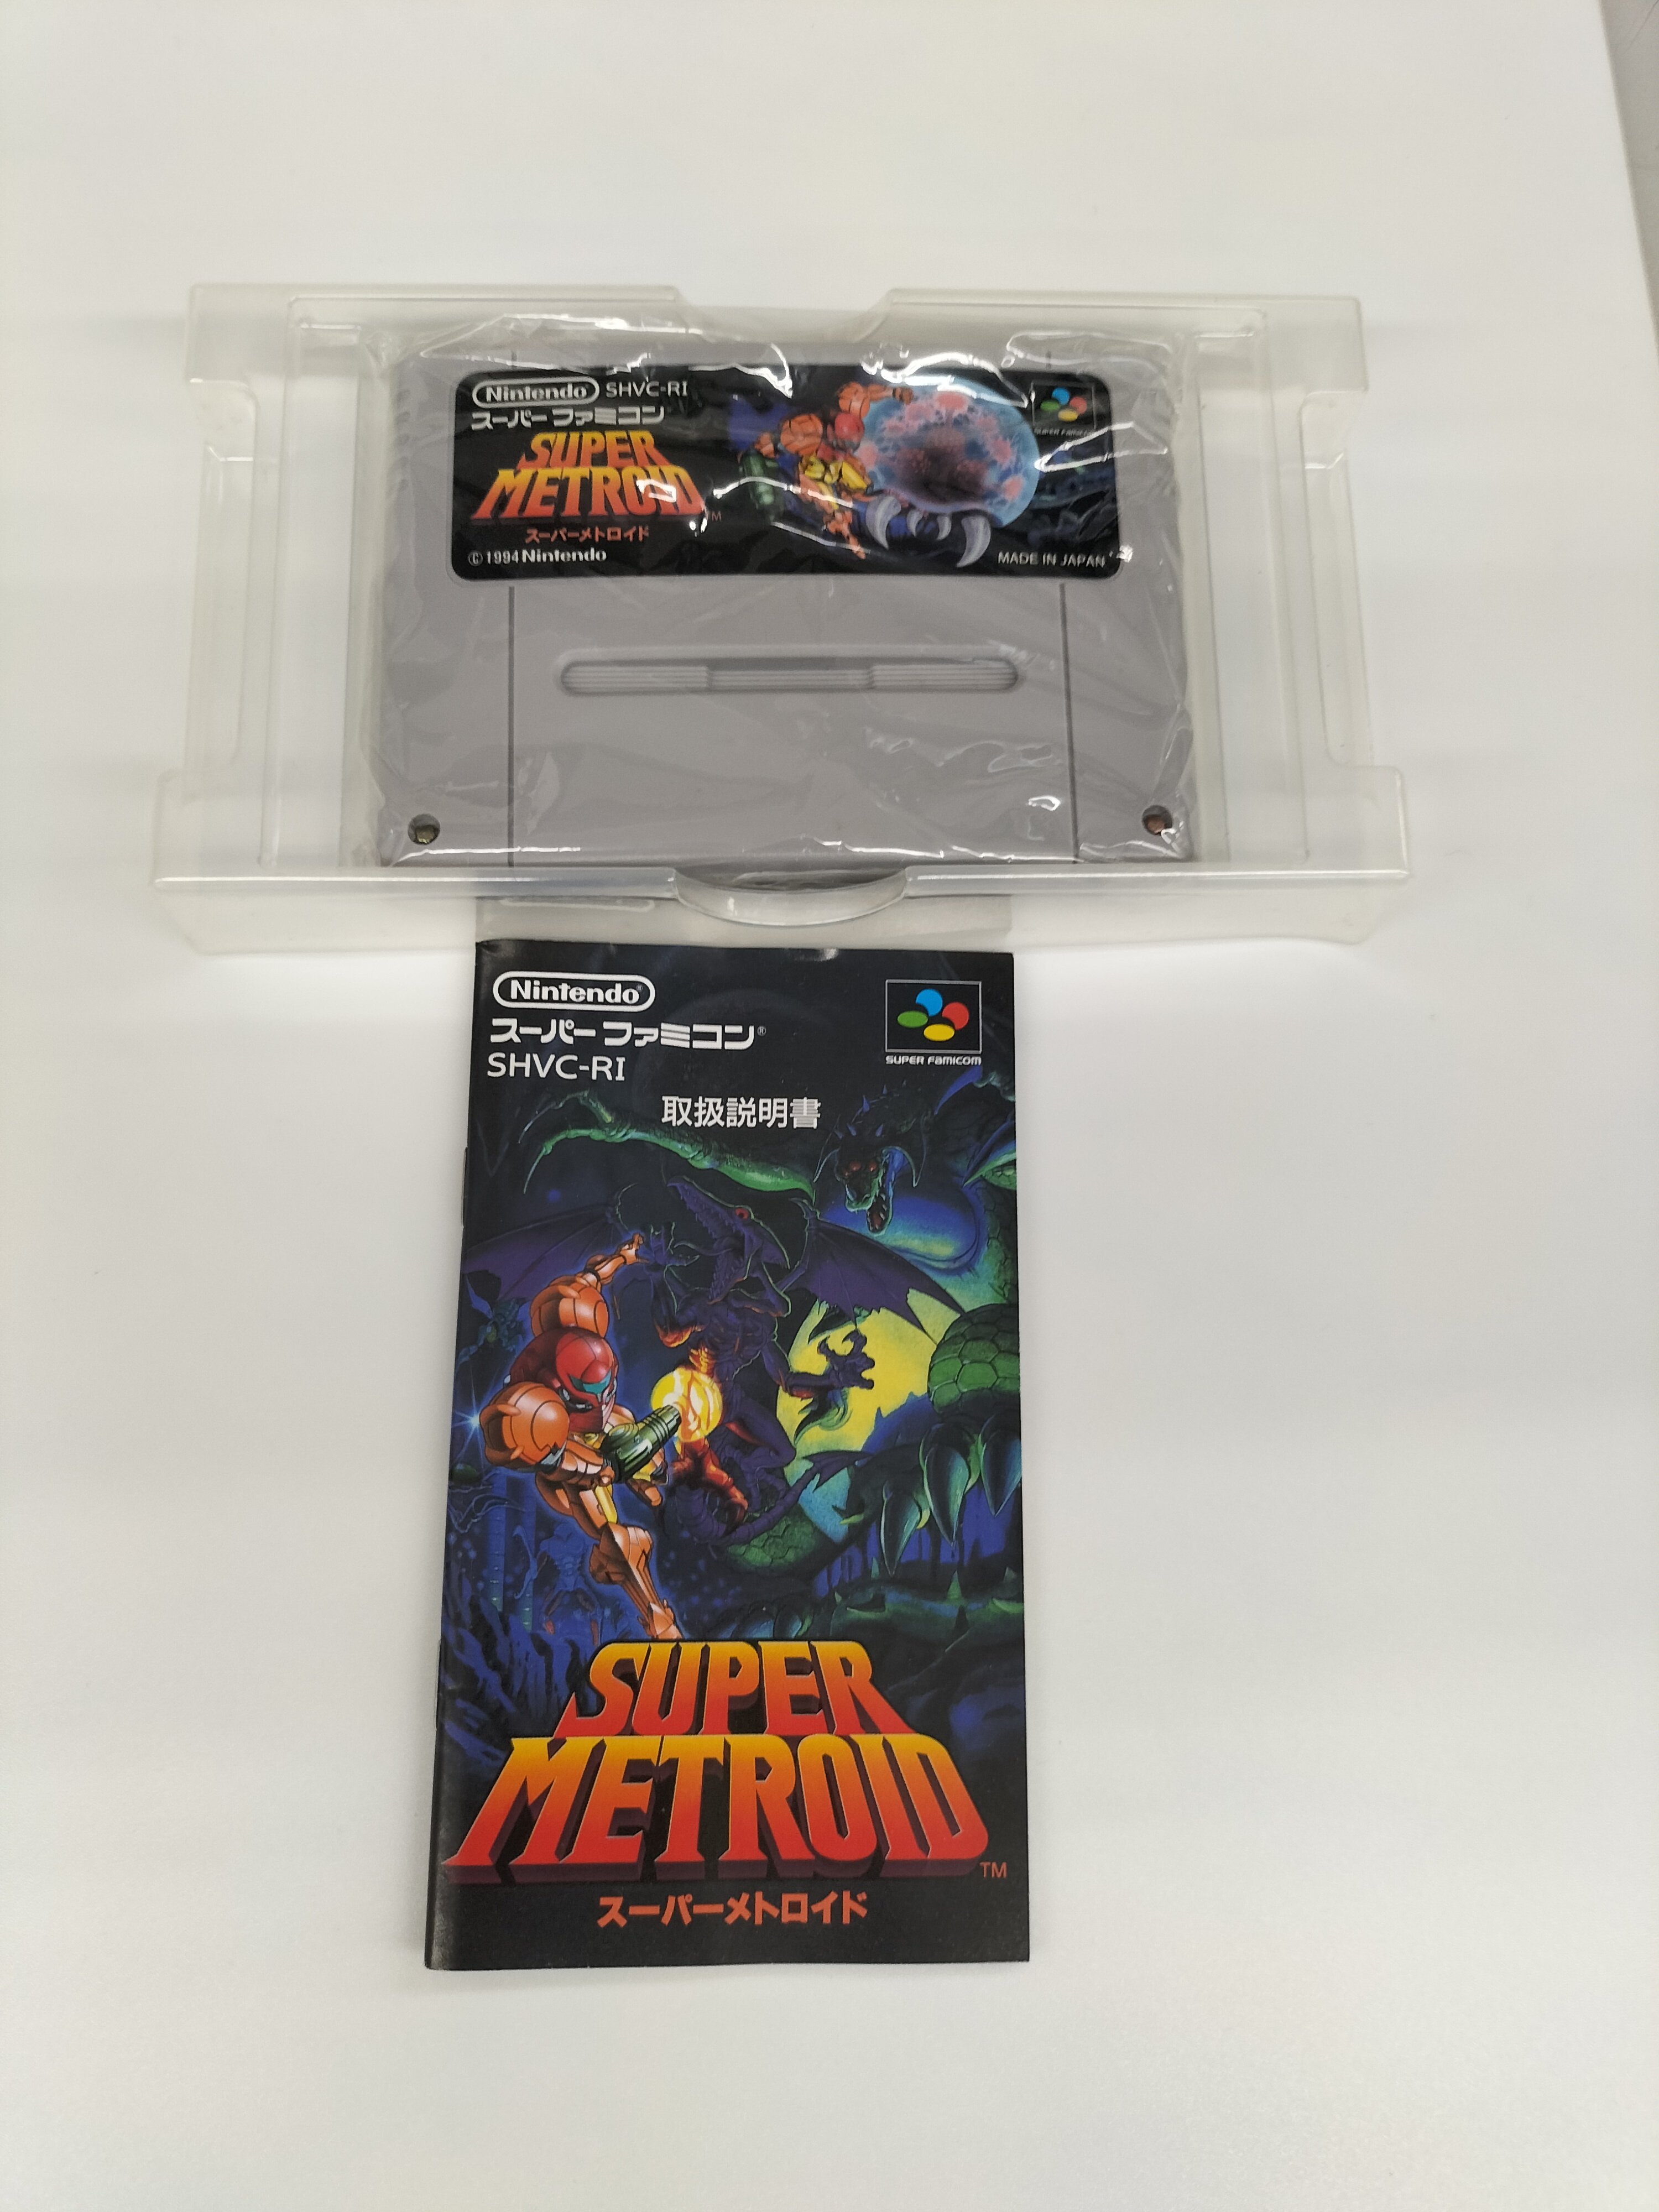 Nintendo SHVC-RI
スーパーファミコン
SUPER FAMICOM
SUPER
METROID
TM
スーパーメトロイド
© 1994 Nintendo
MADE IN JAPAN
Nintendo®
スーパーファミコン®
SHVC-RI
SUPER FAMICOM
取扱説明書
SUPER
METROID
TM
スーパーメトロイド